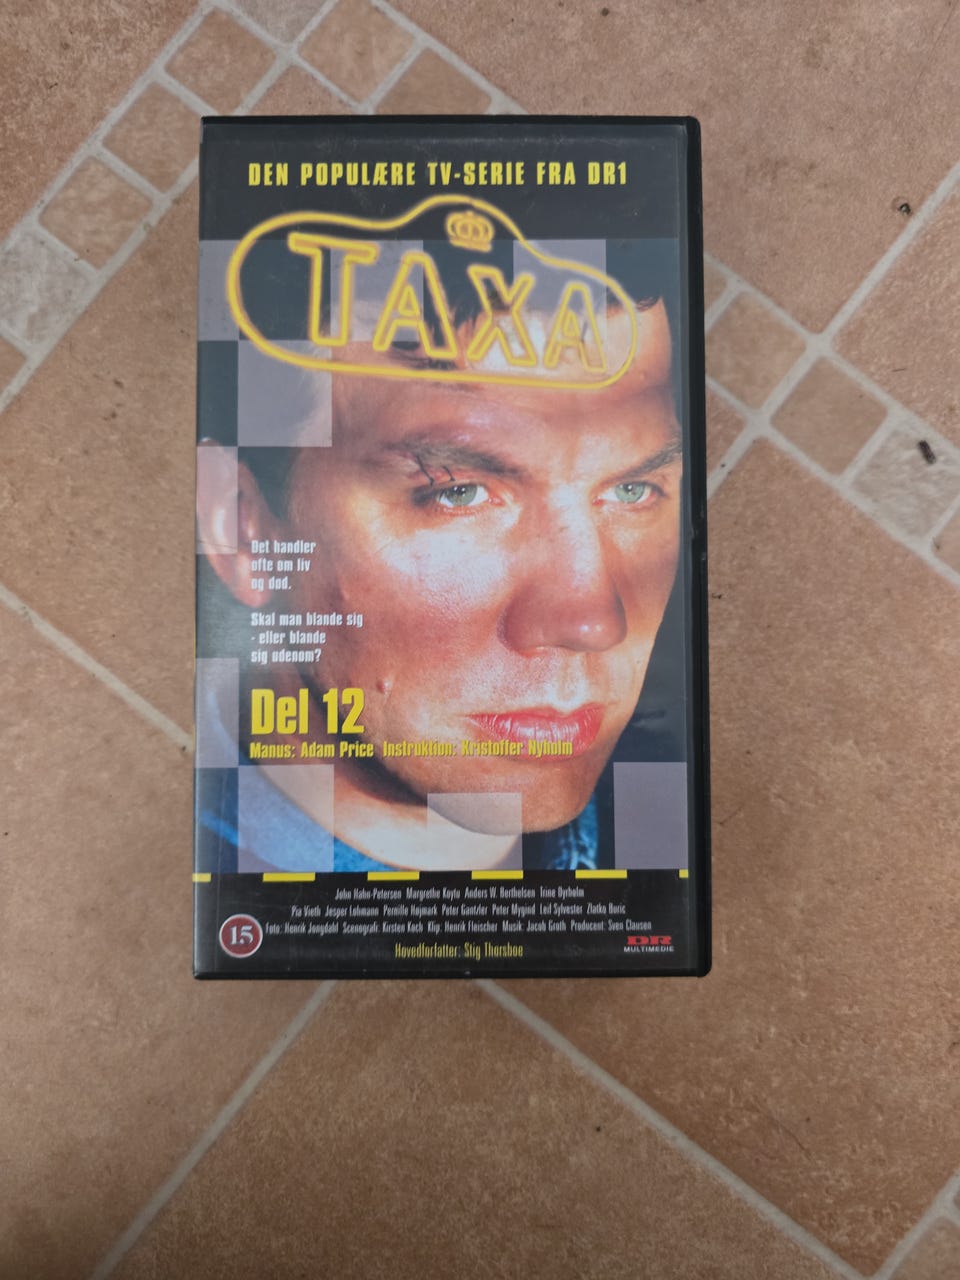 DEN POPULÆRE TV-SERIE FRA DR1
TAXA
Det handler
ofte om liv
og død.
Skal man blande sig
- eller blande
sig udenom?
Del 12
Manus: Adam Price Instruktion: Kristoffer Nyholm
John Hahn-Petersen Margrethe Koytu Anders W. Berthelsen Trine Dyrholm
Pia Vieth Jesper Lohmann Pernille Højmark Peter Gantzler Peter Mygind Leif Sylvester Zlatko Buric
Foto: Henrik Jongdahl Scenografi: Kirsten Koch Klip: Henrik Fleischer Musik: Jacob Groth Producent: Sven Clausen
15
DR
MULTIMEDIE
Hovedforfatter: Stig Thorsboe